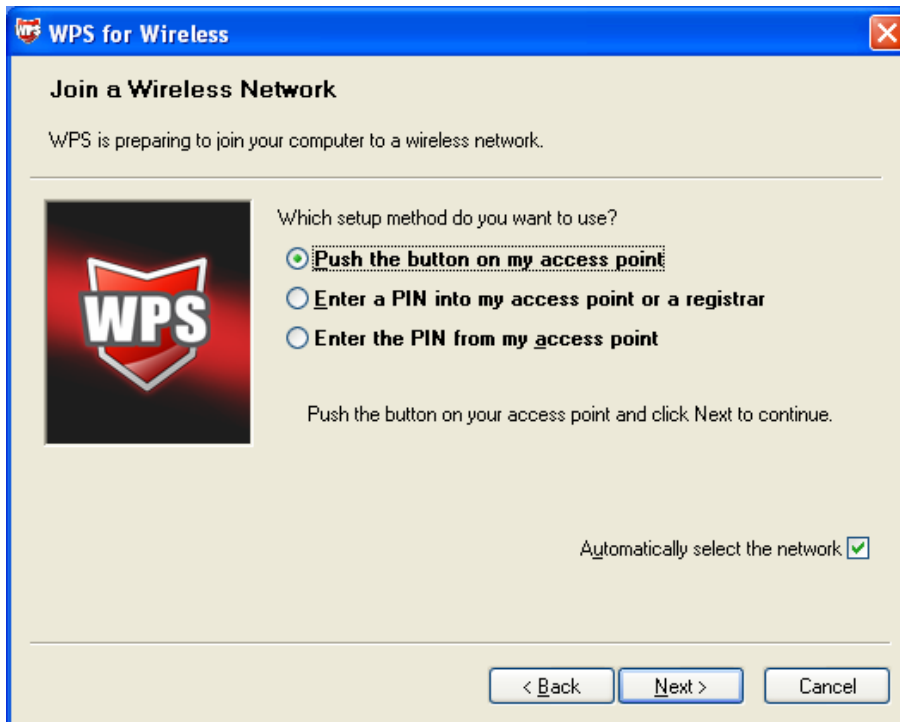 WPS for Wireless
Join a Wireless Network
WPS is preparing to join your computer to a wireless network.
WPS
Which setup method do you want to use?
Push the button on my access point
Enter a PIN into my access point or a registrar
Enter the PIN from my access point
Push the button on your access point and click Next to continue.
Automatically select the network
< Back
Next >
Cancel